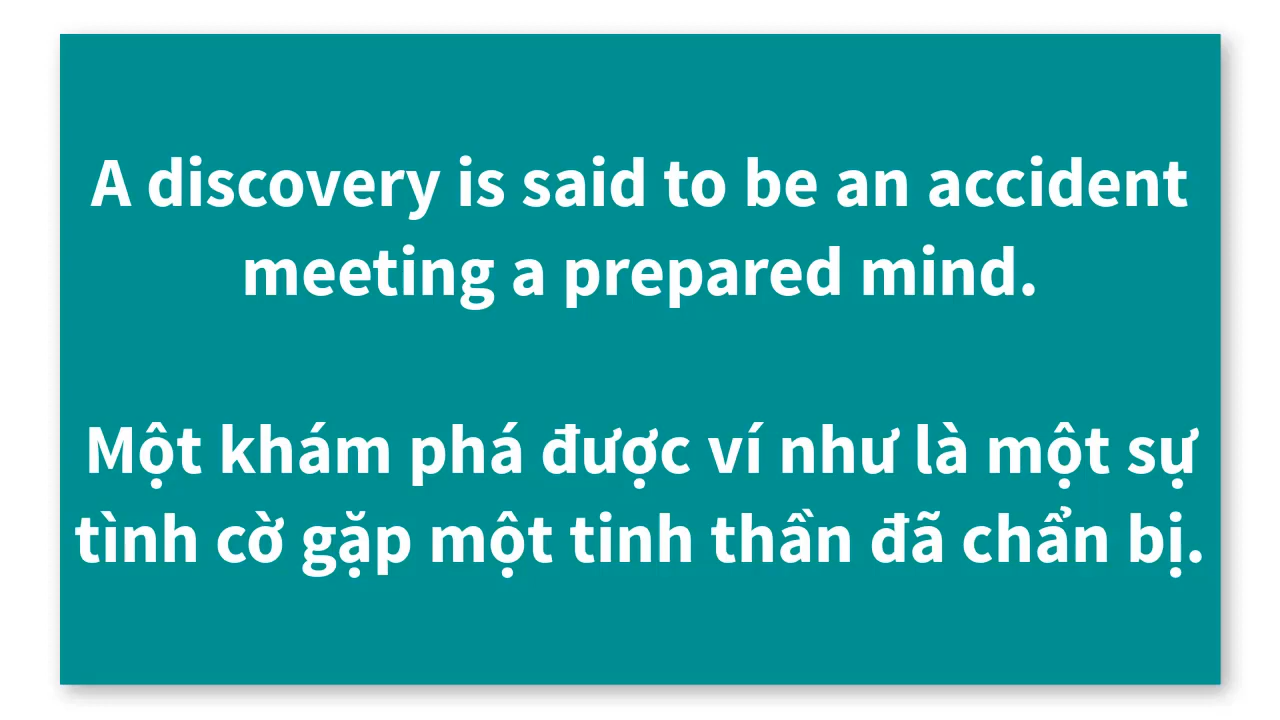 A discovery is said to be an accident
meeting a prepared mind.
Một khám phá được ví như là một sự
tình cờ gặp một tinh thần đã chẩn bị.